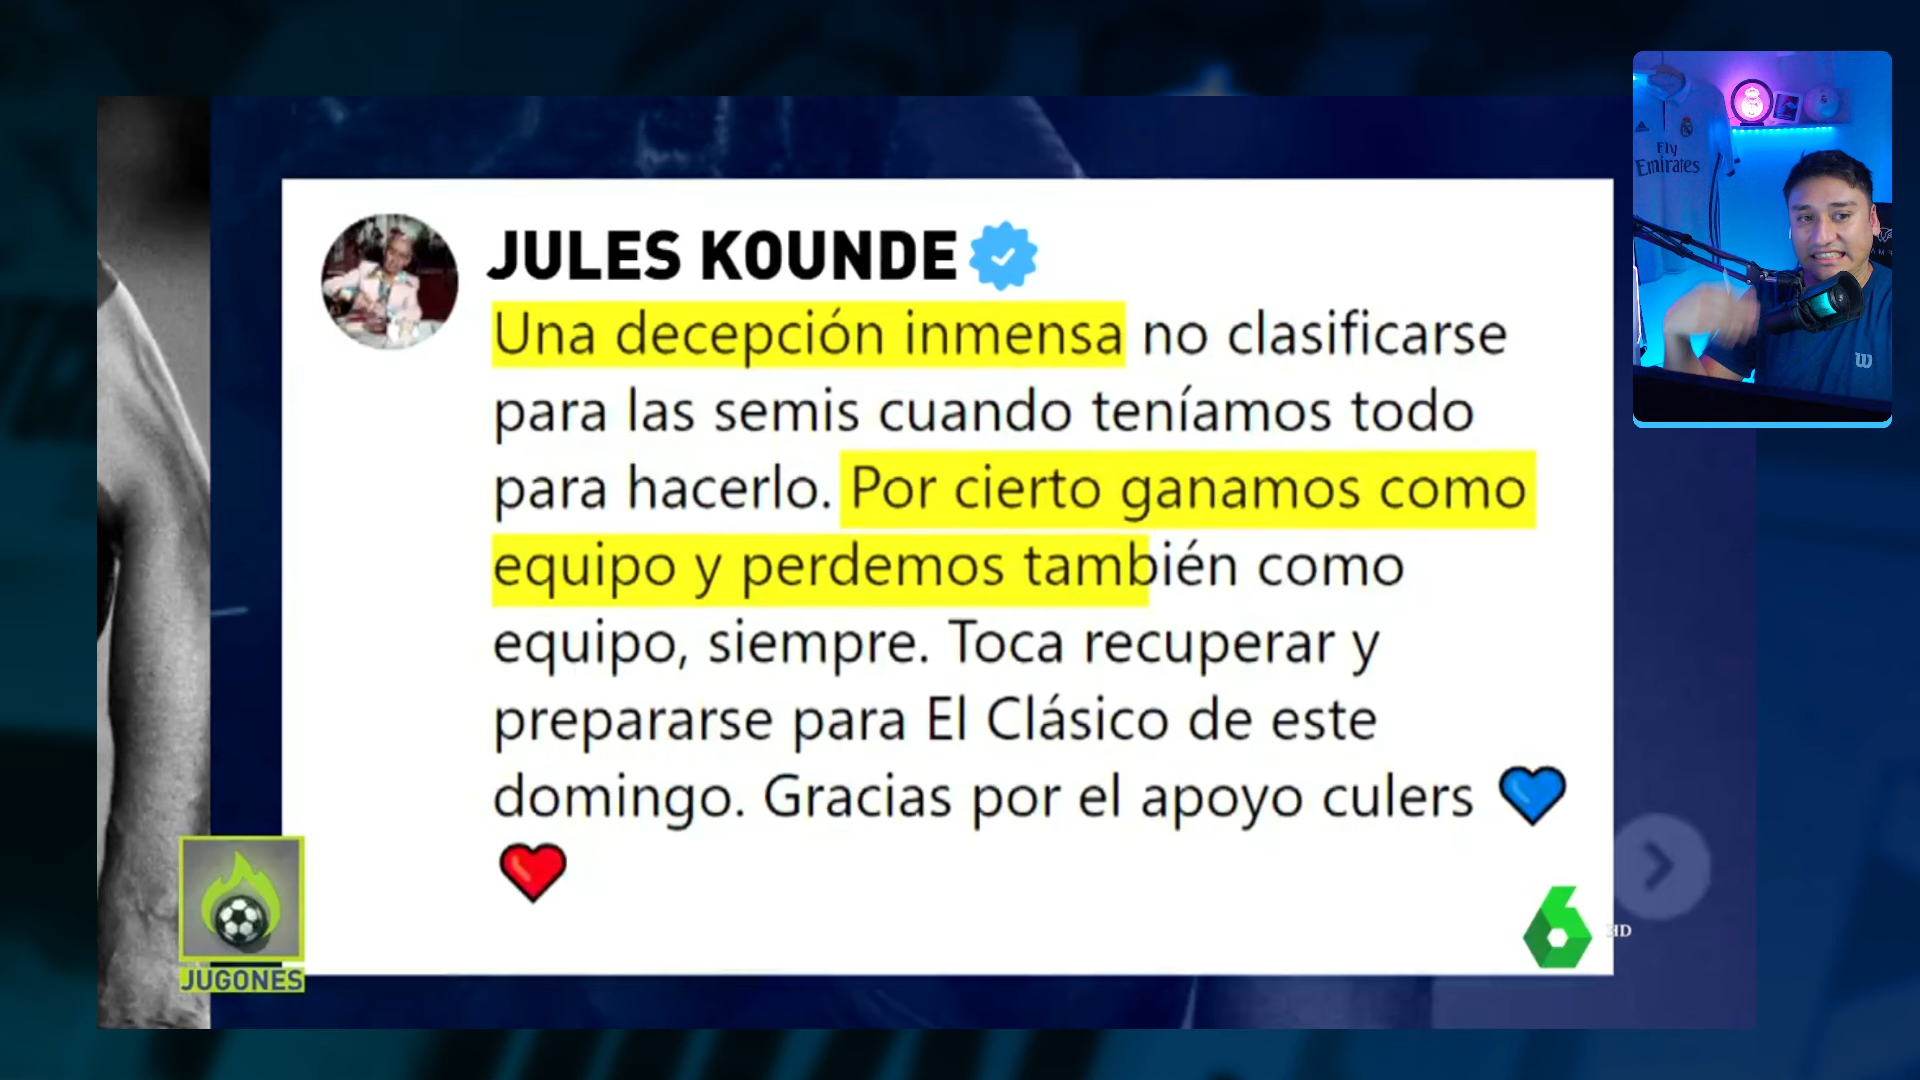 JULES KOUNDE
Una decepción inmensa no clasificarse
para las semis cuando teníamos todo
para hacerlo. Por cierto ganamos como
equipo y perdemos también como
equipo, siempre. Toca recuperar y
prepararse para El Clásico de este
domingo. Gracias por el apoyo culers 💙
❤️
JUGONES
6
HD
Fly
Emirates
W